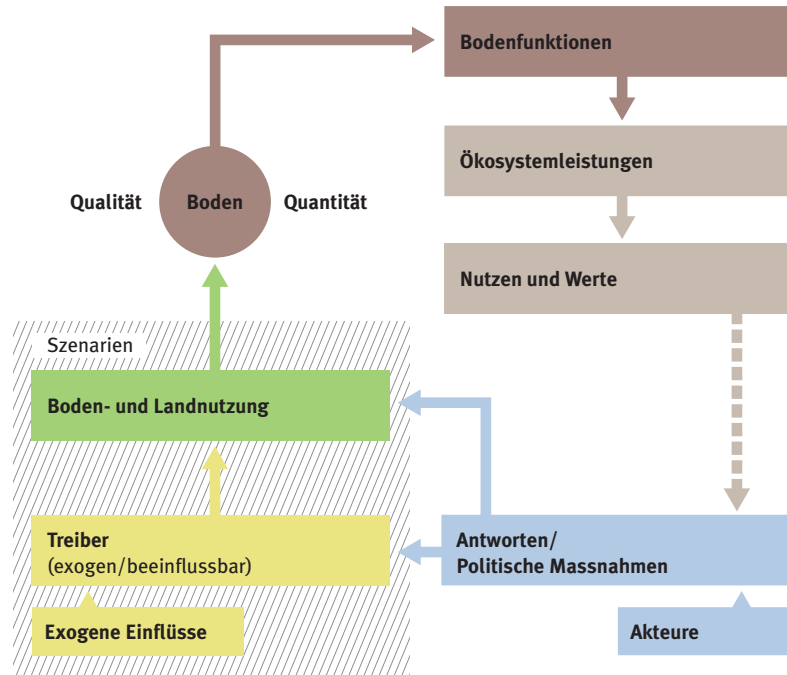 Bodenfunktionen
Ökosystemleistungen
Qualität
Boden
Quantität
Nutzen und Werte
Szenarien
Boden- und Landnutzung
Treiber
(exogen/beeinflussbar)
Exogene Einflüsse
Antworten/
Politische Massnahmen
Akteure